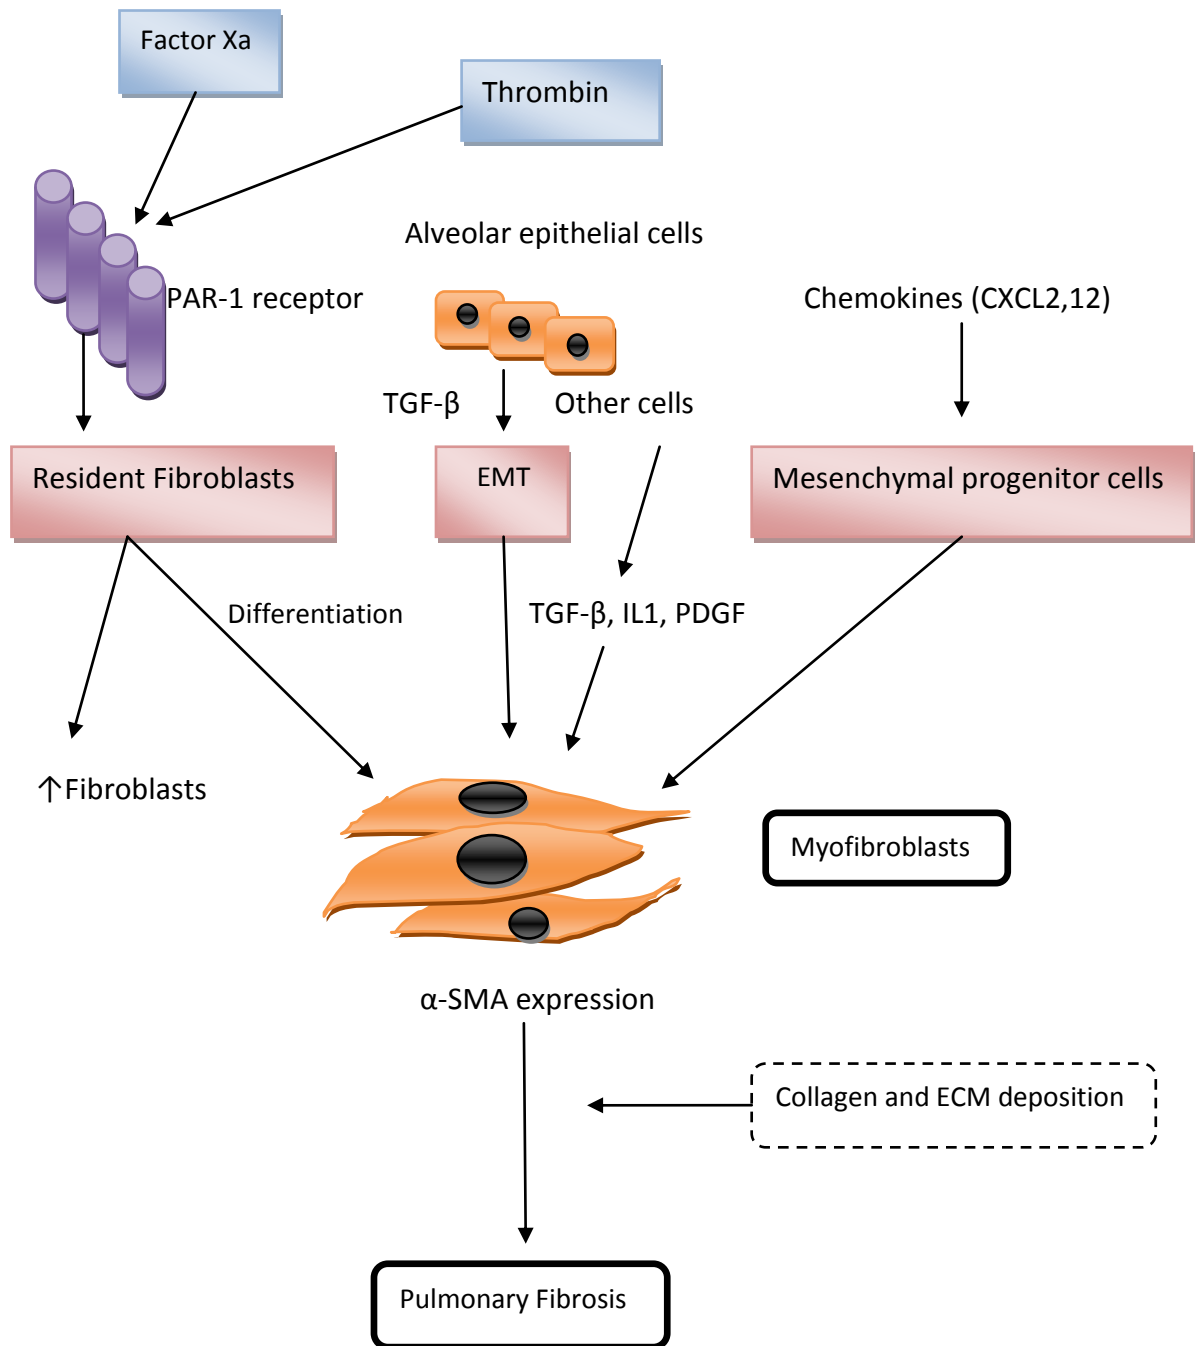 Factor Xa
Thrombin
Alveolar epithelial cells
PAR-1 receptor
Chemokines (CXCL2,12)
TGF-β
Other cells
Resident Fibroblasts
EMT
Mesenchymal progenitor cells
Differentiation
TGF-β, IL1, PDGF
↑Fibroblasts
Myofibroblasts
α-SMA expression
Collagen and ECM deposition
Pulmonary Fibrosis